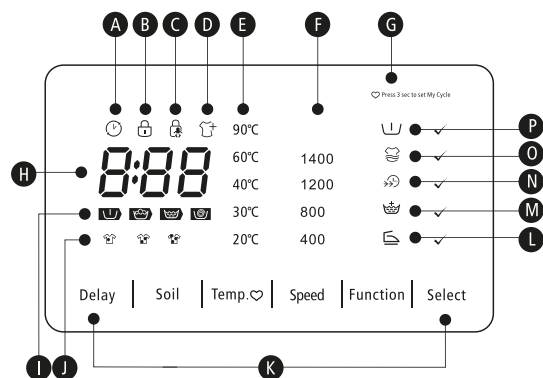 A B C D E F G
♡ Press 3 sec to set My Cycle
90℃
P
H 8:88 60℃ 1400 O
40℃ 1200 N
I 30℃ 800 M
J 20℃ 400 L
Delay Soil Temp.♡ Speed Function Select
K